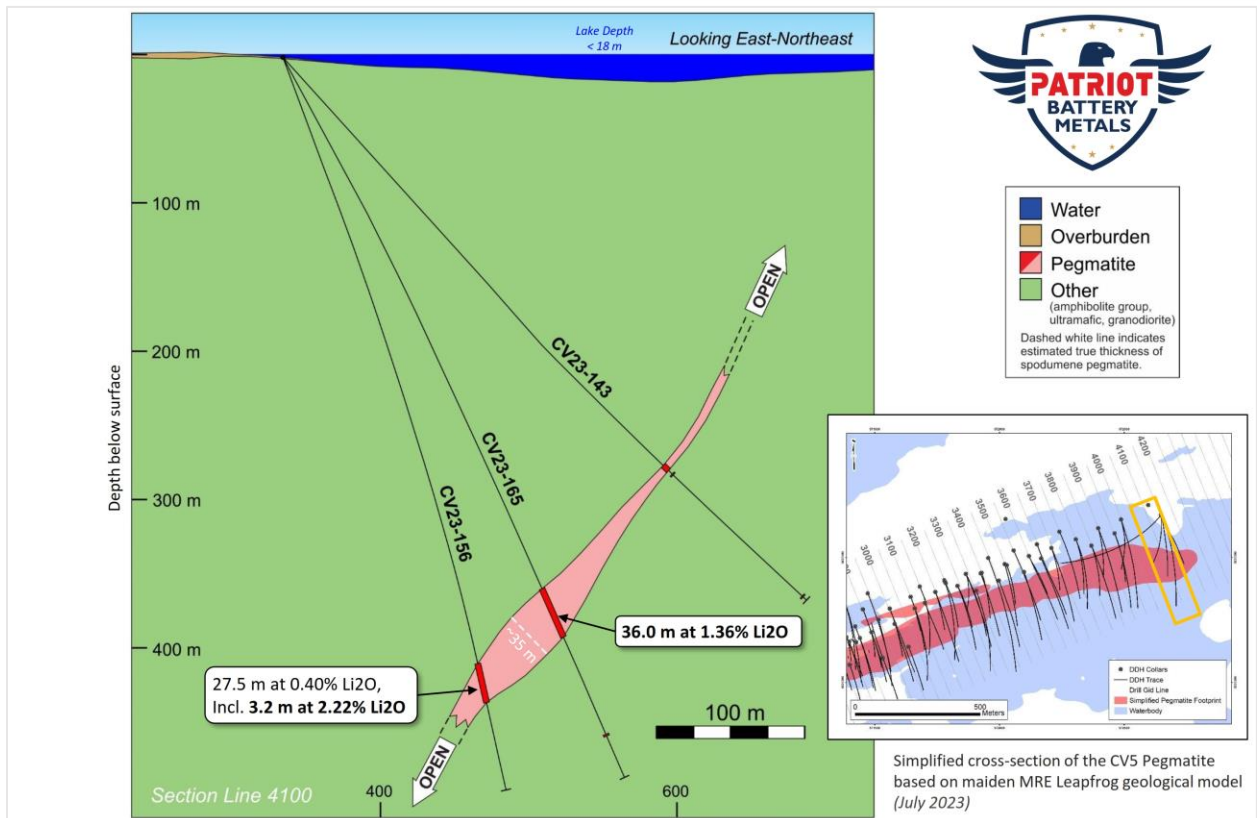 Lake Depth
< 18 m
Looking East-Northeast
PATRIOT
BATTERY
METALS
Water
Overburden
Pegmatite
Other
(amphibolite group,
ultramafic, granodiorite)
Dashed white line indicates
estimated true thickness of
spodumene pegmatite.
Depth below surface
100 m
200 m
300 m
400 m
OPEN
CV23-143
CV23-165
CV23-156
36.0 m at 1.36% Li2O
~35 m
27.5 m at 0.40% Li2O,
Incl. 3.2 m at 2.22% Li2O
100 m
OPEN
Section Line 4100
400
600
3000
3100
3200
3300
3400
3500
3600
3700
3800
3900
4000
4100
4200
DDH Collars
DDH Trace
Drill Gid Line
Simplified Pegmatite Footprint
Waterbody
0
500
Meters
Simplified cross-section of the CV5 Pegmatite
based on maiden MRE Leapfrog geological model
(July 2023)